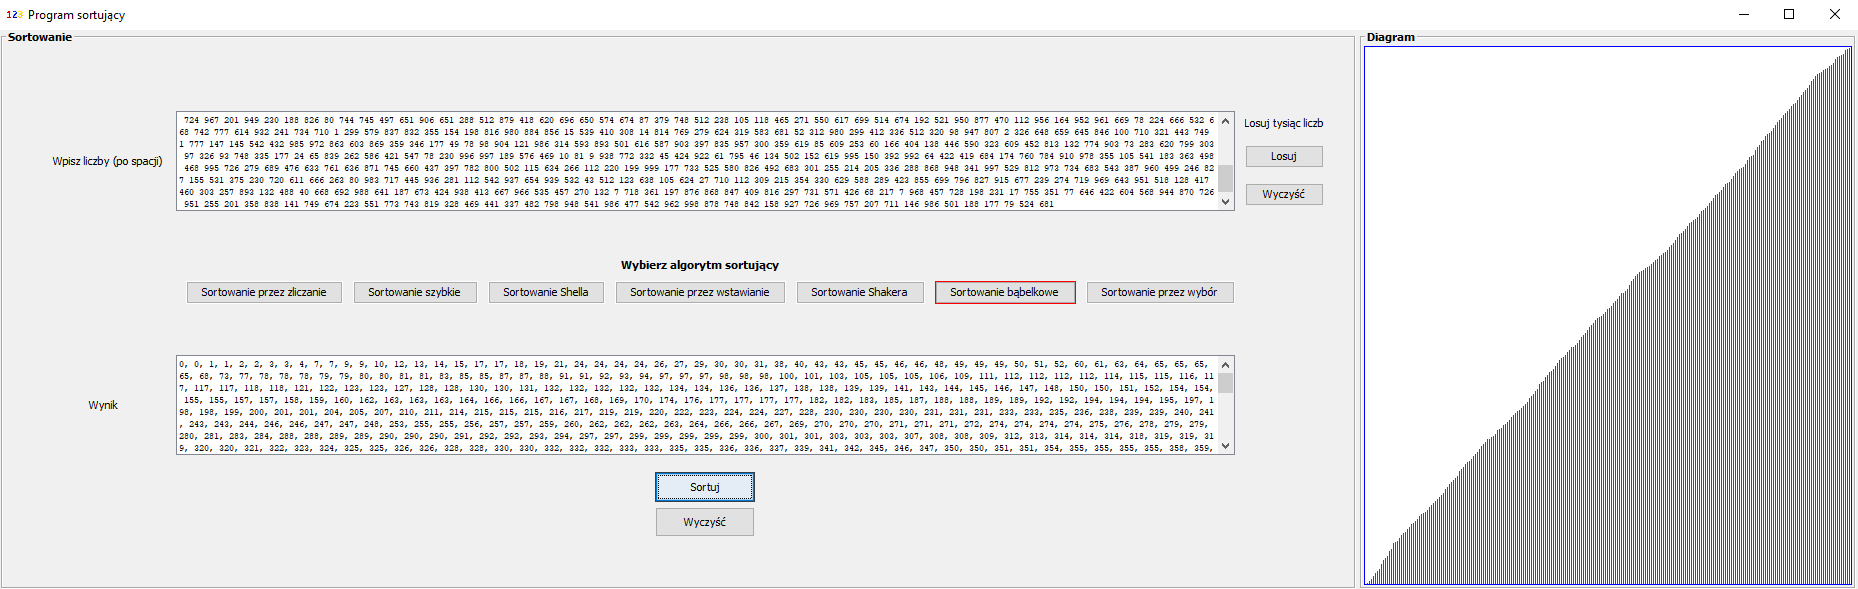 123 Program sortujący
Sortowanie
Diagram
724 967 201 949 230 188 826 80 744 745 497 651 906 651 288 512 879 418 620 696 650 574 674 87 379 748 512 238 105 118 465 271 550 617 699 514 674 192 521 950 877 470 112 956 164 952 961 669 78 224 666 532 6
68 742 777 614 932 241 734 710 1 299 579 837 832 355 154 198 816 980 884 856 15 539 410 308 14 814 769 279 624 319 583 681 52 312 980 299 412 336 512 320 98 947 807 2 326 648 659 645 846 100 710 321 443 749
1 777 147 145 542 432 985 972 863 603 869 359 346 177 49 78 98 904 121 986 314 593 893 501 616 587 903 397 835 957 300 359 619 85 609 253 60 166 404 138 446 590 323 609 452 813 132 774 903 73 283 620 799 303
97 326 93 748 335 177 24 65 839 262 586 421 547 78 230 996 997 189 576 469 10 81 9 938 772 332 45 424 922 61 795 46 134 502 152 619 995 150 392 992 64 422 419 684 174 760 784 910 978 355 105 541 183 363 498
468 995 726 279 689 476 633 761 636 871 745 660 437 397 782 800 502 115 634 266 112 220 199 999 177 733 525 580 826 492 683 301 255 214 205 336 288 868 948 341 997 529 812 973 734 683 543 387 960 499 246 82
7 155 531 375 230 720 611 666 263 80 983 717 445 936 281 112 542 937 654 939 532 43 512 123 638 105 624 27 710 112 309 215 354 330 629 588 289 423 855 699 796 827 915 677 239 274 719 969 643 951 518 128 417
460 303 257 893 132 488 40 668 692 988 641 187 673 424 938 413 667 966 535 457 270 132 7 718 361 197 876 868 847 409 816 297 731 571 426 68 217 7 968 457 728 198 231 17 755 351 77 646 422 604 568 944 870 726
951 255 201 358 838 141 749 674 223 551 773 743 819 328 469 441 337 482 798 948 541 986 477 542 962 998 878 748 842 158 927 726 969 757 207 711 146 986 501 188 177 79 524 681
Wpisz liczby (po spacji)
Losuj tysiąc liczb
Losuj
Wyczyść
Wybierz algorytm sortujący
Sortowanie przez zliczanie Sortowanie szybkie Sortowanie Shella Sortowanie przez wstawianie Sortowanie Shakera Sortowanie bąbelkowe Sortowanie przez wybór
0, 0, 1, 1, 2, 2, 3, 3, 4, 7, 7, 9, 9, 10, 12, 13, 14, 15, 17, 17, 18, 19, 21, 24, 24, 24, 24, 26, 27, 29, 30, 30, 31, 38, 40, 43, 43, 45, 45, 46, 46, 48, 49, 49, 49, 50, 51, 52, 60, 61, 63, 64, 65, 65, 65,
65, 68, 73, 77, 78, 78, 78, 79, 79, 80, 80, 81, 81, 83, 85, 85, 87, 87, 88, 91, 91, 92, 93, 94, 97, 97, 97, 98, 98, 98, 100, 101, 103, 105, 105, 105, 106, 109, 111, 112, 112, 112, 112, 114, 115, 115, 116, 11
7, 117, 117, 118, 118, 121, 122, 123, 123, 127, 128, 128, 130, 130, 131, 132, 132, 132, 132, 132, 134, 134, 136, 136, 137, 138, 138, 139, 139, 141, 143, 144, 145, 146, 147, 148, 150, 150, 151, 152, 154, 154,
155, 155, 157, 157, 158, 159, 160, 162, 163, 163, 163, 164, 166, 166, 167, 167, 168, 169, 170, 174, 176, 177, 177, 177, 177, 182, 182, 183, 185, 187, 188, 188, 189, 189, 192, 192, 194, 194, 194, 195, 197, 1
98, 198, 199, 200, 201, 201, 204, 205, 207, 210, 211, 214, 215, 215, 215, 216, 217, 219, 219, 220, 222, 223, 224, 224, 227, 228, 230, 230, 230, 230, 231, 231, 231, 233, 233, 235, 236, 238, 239, 239, 240, 241
, 243, 243, 244, 246, 246, 247, 247, 248, 253, 255, 255, 256, 257, 257, 259, 260, 262, 262, 262, 263, 264, 266, 266, 267, 269, 270, 270, 270, 271, 271, 271, 272, 274, 274, 274, 274, 275, 276, 278, 279, 279,
280, 281, 283, 284, 288, 288, 289, 289, 290, 290, 290, 291, 292, 292, 293, 294, 297, 297, 299, 299, 299, 299, 299, 300, 301, 301, 303, 303, 303, 307, 308, 308, 309, 312, 313, 314, 314, 314, 318, 319, 319, 31
9, 320, 320, 321, 322, 323, 324, 325, 325, 326, 326, 328, 328, 330, 330, 332, 332, 332, 333, 333, 335, 335, 336, 336, 337, 339, 341, 342, 345, 346, 347, 350, 350, 351, 351, 354, 355, 355, 355, 355, 358, 359,
Wynik
Sortuj
Wyczyść